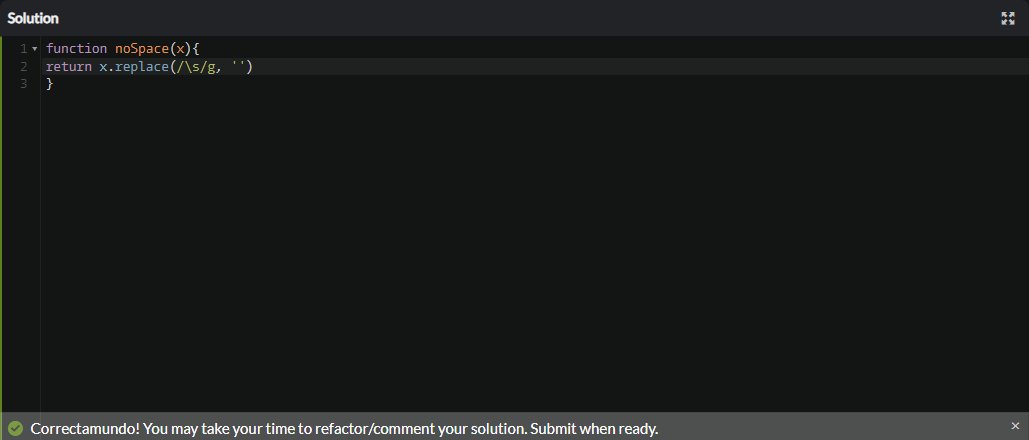 Solution
1 function noSpace(x){
2 return x.replace(/\s/g, '')
3 }
Correctamundo! You may take your time to refactor/comment your solution. Submit when ready.